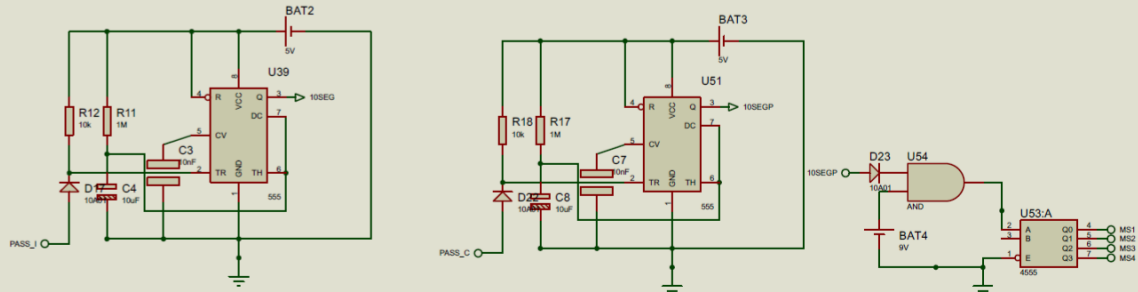 BAT2
5V
U39
R12
10k
R11
1M
8
VCC
4
R
Q
3
10SEG
DC
7
5
CV
C3
10nF
2
TR
GND
TH
6
1
555
C4
10uF
PASS_I
BAT3
5V
U51
R18
10k
R17
1M
8
VCC
4
R
Q
3
10SEGP
DC
7
5
CV
C7
10nF
2
TR
GND
TH
6
1
555
D22
C8
10uF
PASS_C
D23
10A01
10SEGP
U54
AND
BAT4
9V
U53:A
2
A
Q0
4
MS1
3
B
Q1
5
MS2
Q2
6
MS3
1
E
Q3
7
MS4
4555